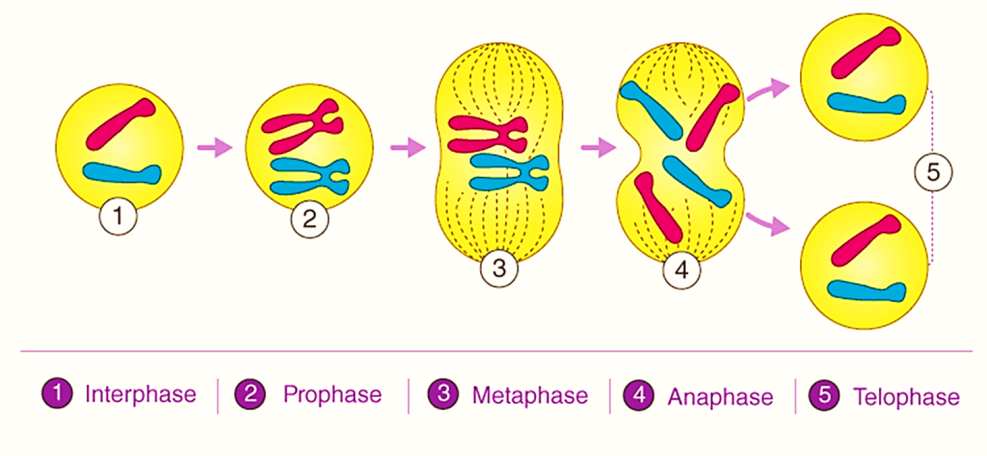 1
2
3
4
5
1 Interphase
2 Prophase
3 Metaphase
4 Anaphase
5 Telophase